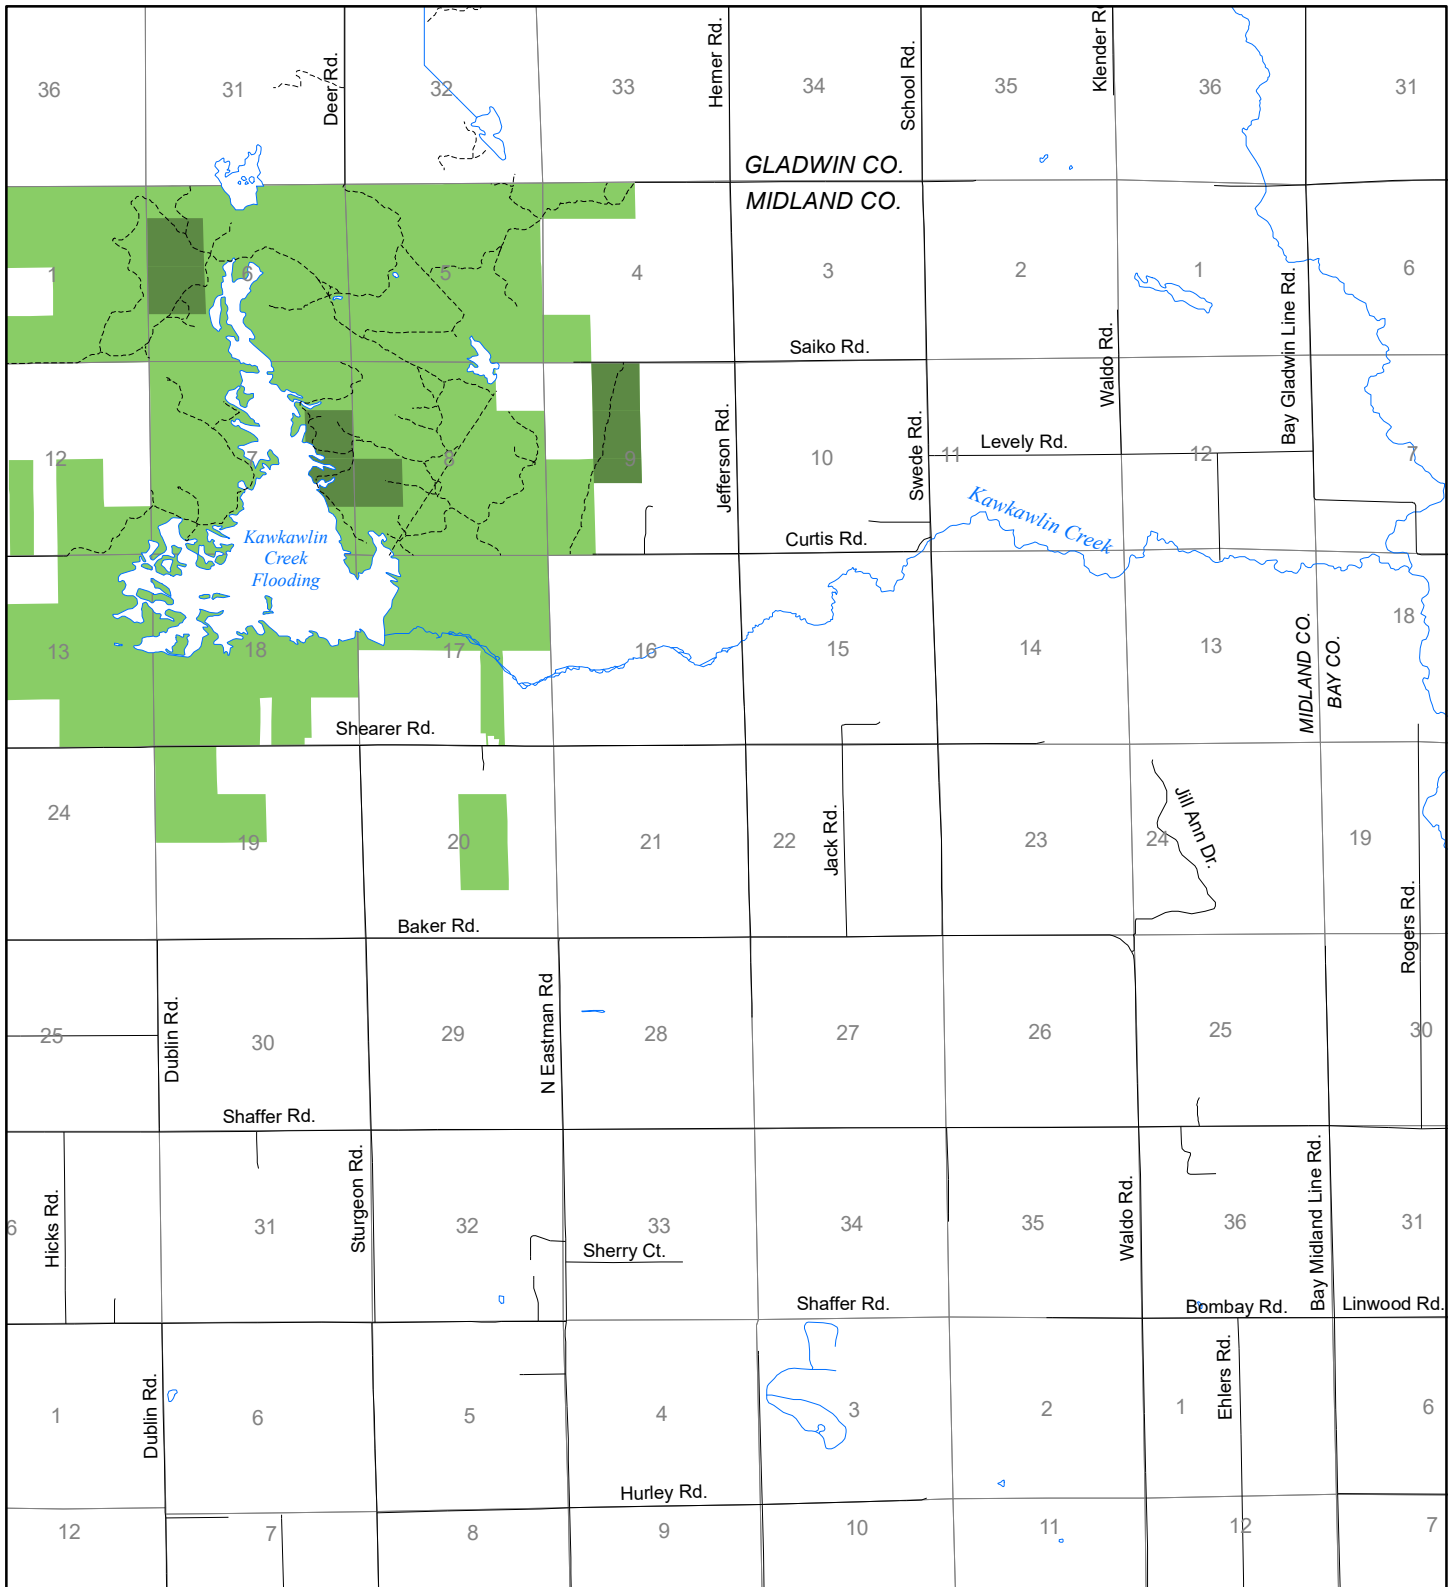 36
31
Deer Rd.
32
33
Hemer Rd.
34
School Rd.
35
Klender R
36
31
GLADWIN CO.
MIDLAND CO.
1
6
5
4
3
2
1
6
Saiko Rd.
Waldo Rd.
Bay Gladwin Line Rd.
12
7
8
9
Jefferson Rd.
10
Swede Rd.
11
Levely Rd.
12
7
Kawkawlin
Creek
Flooding
Curtis Rd.
Kawkawlin Creek
13
18
17
16
15
14
13
MIDLAND CO.
BAY CO.
18
Shearer Rd.
24
19
20
21
22
Jack Rd.
23
24
Jill Ann Dr.
19
Rogers Rd.
Baker Rd.
25
Dublin Rd.
30
29
N Eastman Rd
28
27
26
25
30
Shaffer Rd.
6
Hicks Rd.
31
Sturgeon Rd.
32
33
Sherry Ct.
34
35
Waldo Rd.
36
Bay Midland Line Rd.
31
Shaffer Rd.
Bombay Rd.
Linwood Rd.
1
Dublin Rd.
6
5
4
3
2
1
Ehlers Rd.
6
Hurley Rd.
12
7
8
9
10
11
12
7